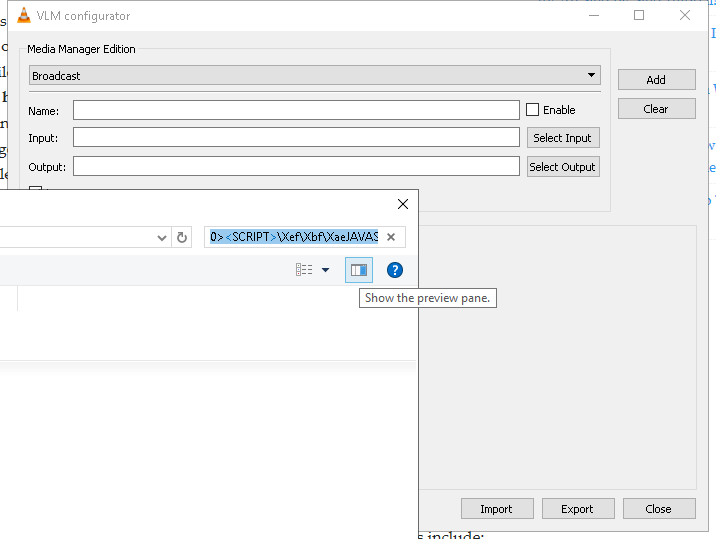 VLM configurator
Media Manager Edition
Broadcast
Add
Name:
Enable
Clear
Input:
Select Input
Output:
Select Output
0><SCRIPT>\Xef\Xbf\XaeJAVAS
Show the preview pane.
Import
Export
Close
include: